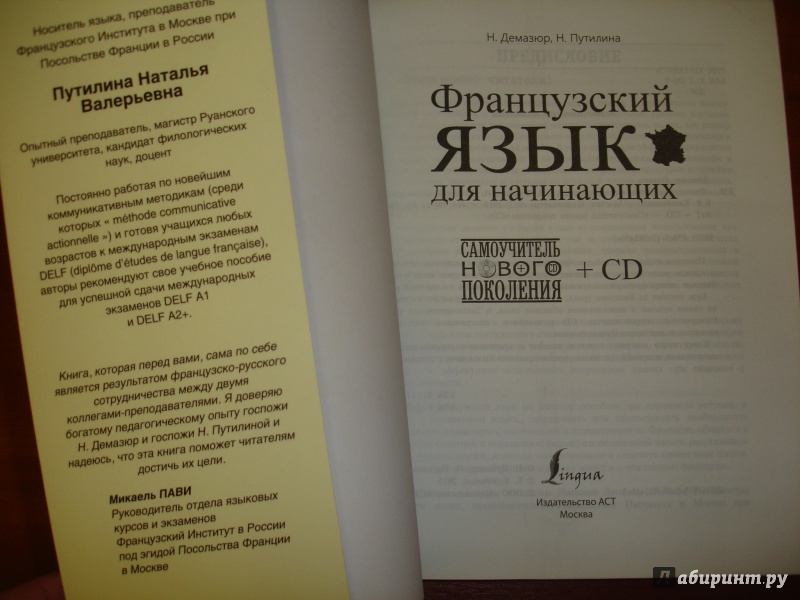 Носитель языка, преподаватель
Французского Института в Москве при
Посольстве Франции в России
Путилина Наталья
Валерьевна
Опытный преподаватель, магистр Руанского
университета, кандидат филологических
наук, доцент
Постоянно работая по новейшим
коммуникативным методикам (среди
которых « méthode communicative
actionnelle ») и готовя учащихся любых
возрастов к международным экзаменам
DELF (diplôme d'études de langue française),
авторы рекомендуют свое учебное пособие
для успешной сдачи международных
экзаменов DELF A1
и DELF A2+.
Книга, которая перед вами, сама по себе
является результатом французско-русского
сотрудничества между двумя
коллегами-преподавателями. Я доверяю
богатому педагогическому опыту госпожи
Н. Демазюр и госпожи Н. Путилиной и
надеюсь, что эта книга поможет читателям
достичь их цели.
Микаель ПАВИ
Руководитель отдела языковых
курсов и экзаменов
Французский Институт в России
под эгидой Посольства Франции
в Москве
Н. Демазюр, Н. Путилина
ПРЕДИСЛОВИЕ
Французский
ЯЗЫК
для начинающих
САМОУЧИТЕЛЬ
НОВОГО
ПОКОЛЕНИЯ
+ CD
Lingua
Издательство АСТ
Москва
Лабиринт.ру